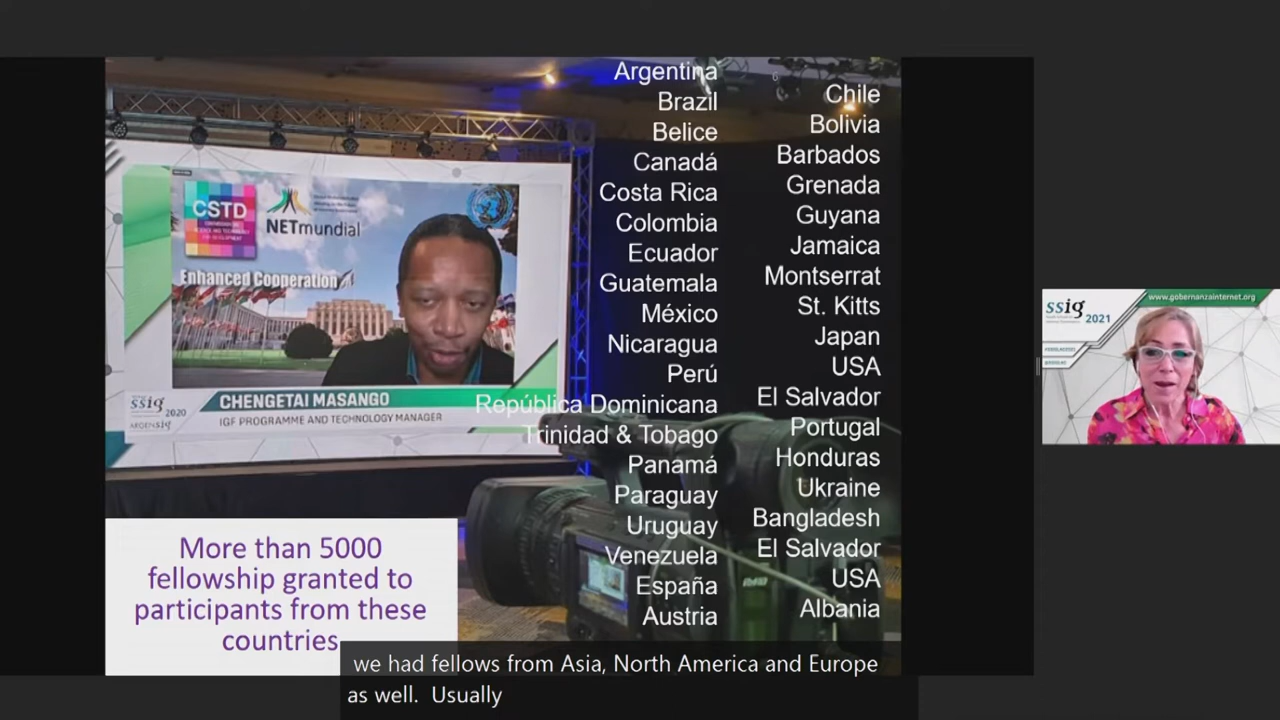 CSTD
NETmundial
Enhanced Cooperation
ssig 2020
CHENGETAI MASANGO
IGF PROGRAMME AND TECHNOLOGY MANAGER
More than 5000
fellowship granted to
participants from these
countries
Argentina
Brazil
Belice
Canadá
Costa Rica
Colombia
Ecuador
Guatemala
México
Nicaragua
Perú
República Dominicana
Trinidad & Tobago
Panamá
Paraguay
Uruguay
Venezuela
España
Austria
6
Chile
Bolivia
Barbados
Grenada
Guyana
Jamaica
Montserrat
St. Kitts
Japan
USA
El Salvador
Portugal
Honduras
Ukraine
Bangladesh
El Salvador
USA
Albania
www.gobernanzainternet.org
ssig 2021
we had fellows from Asia, North America and Europe
as well. Usually